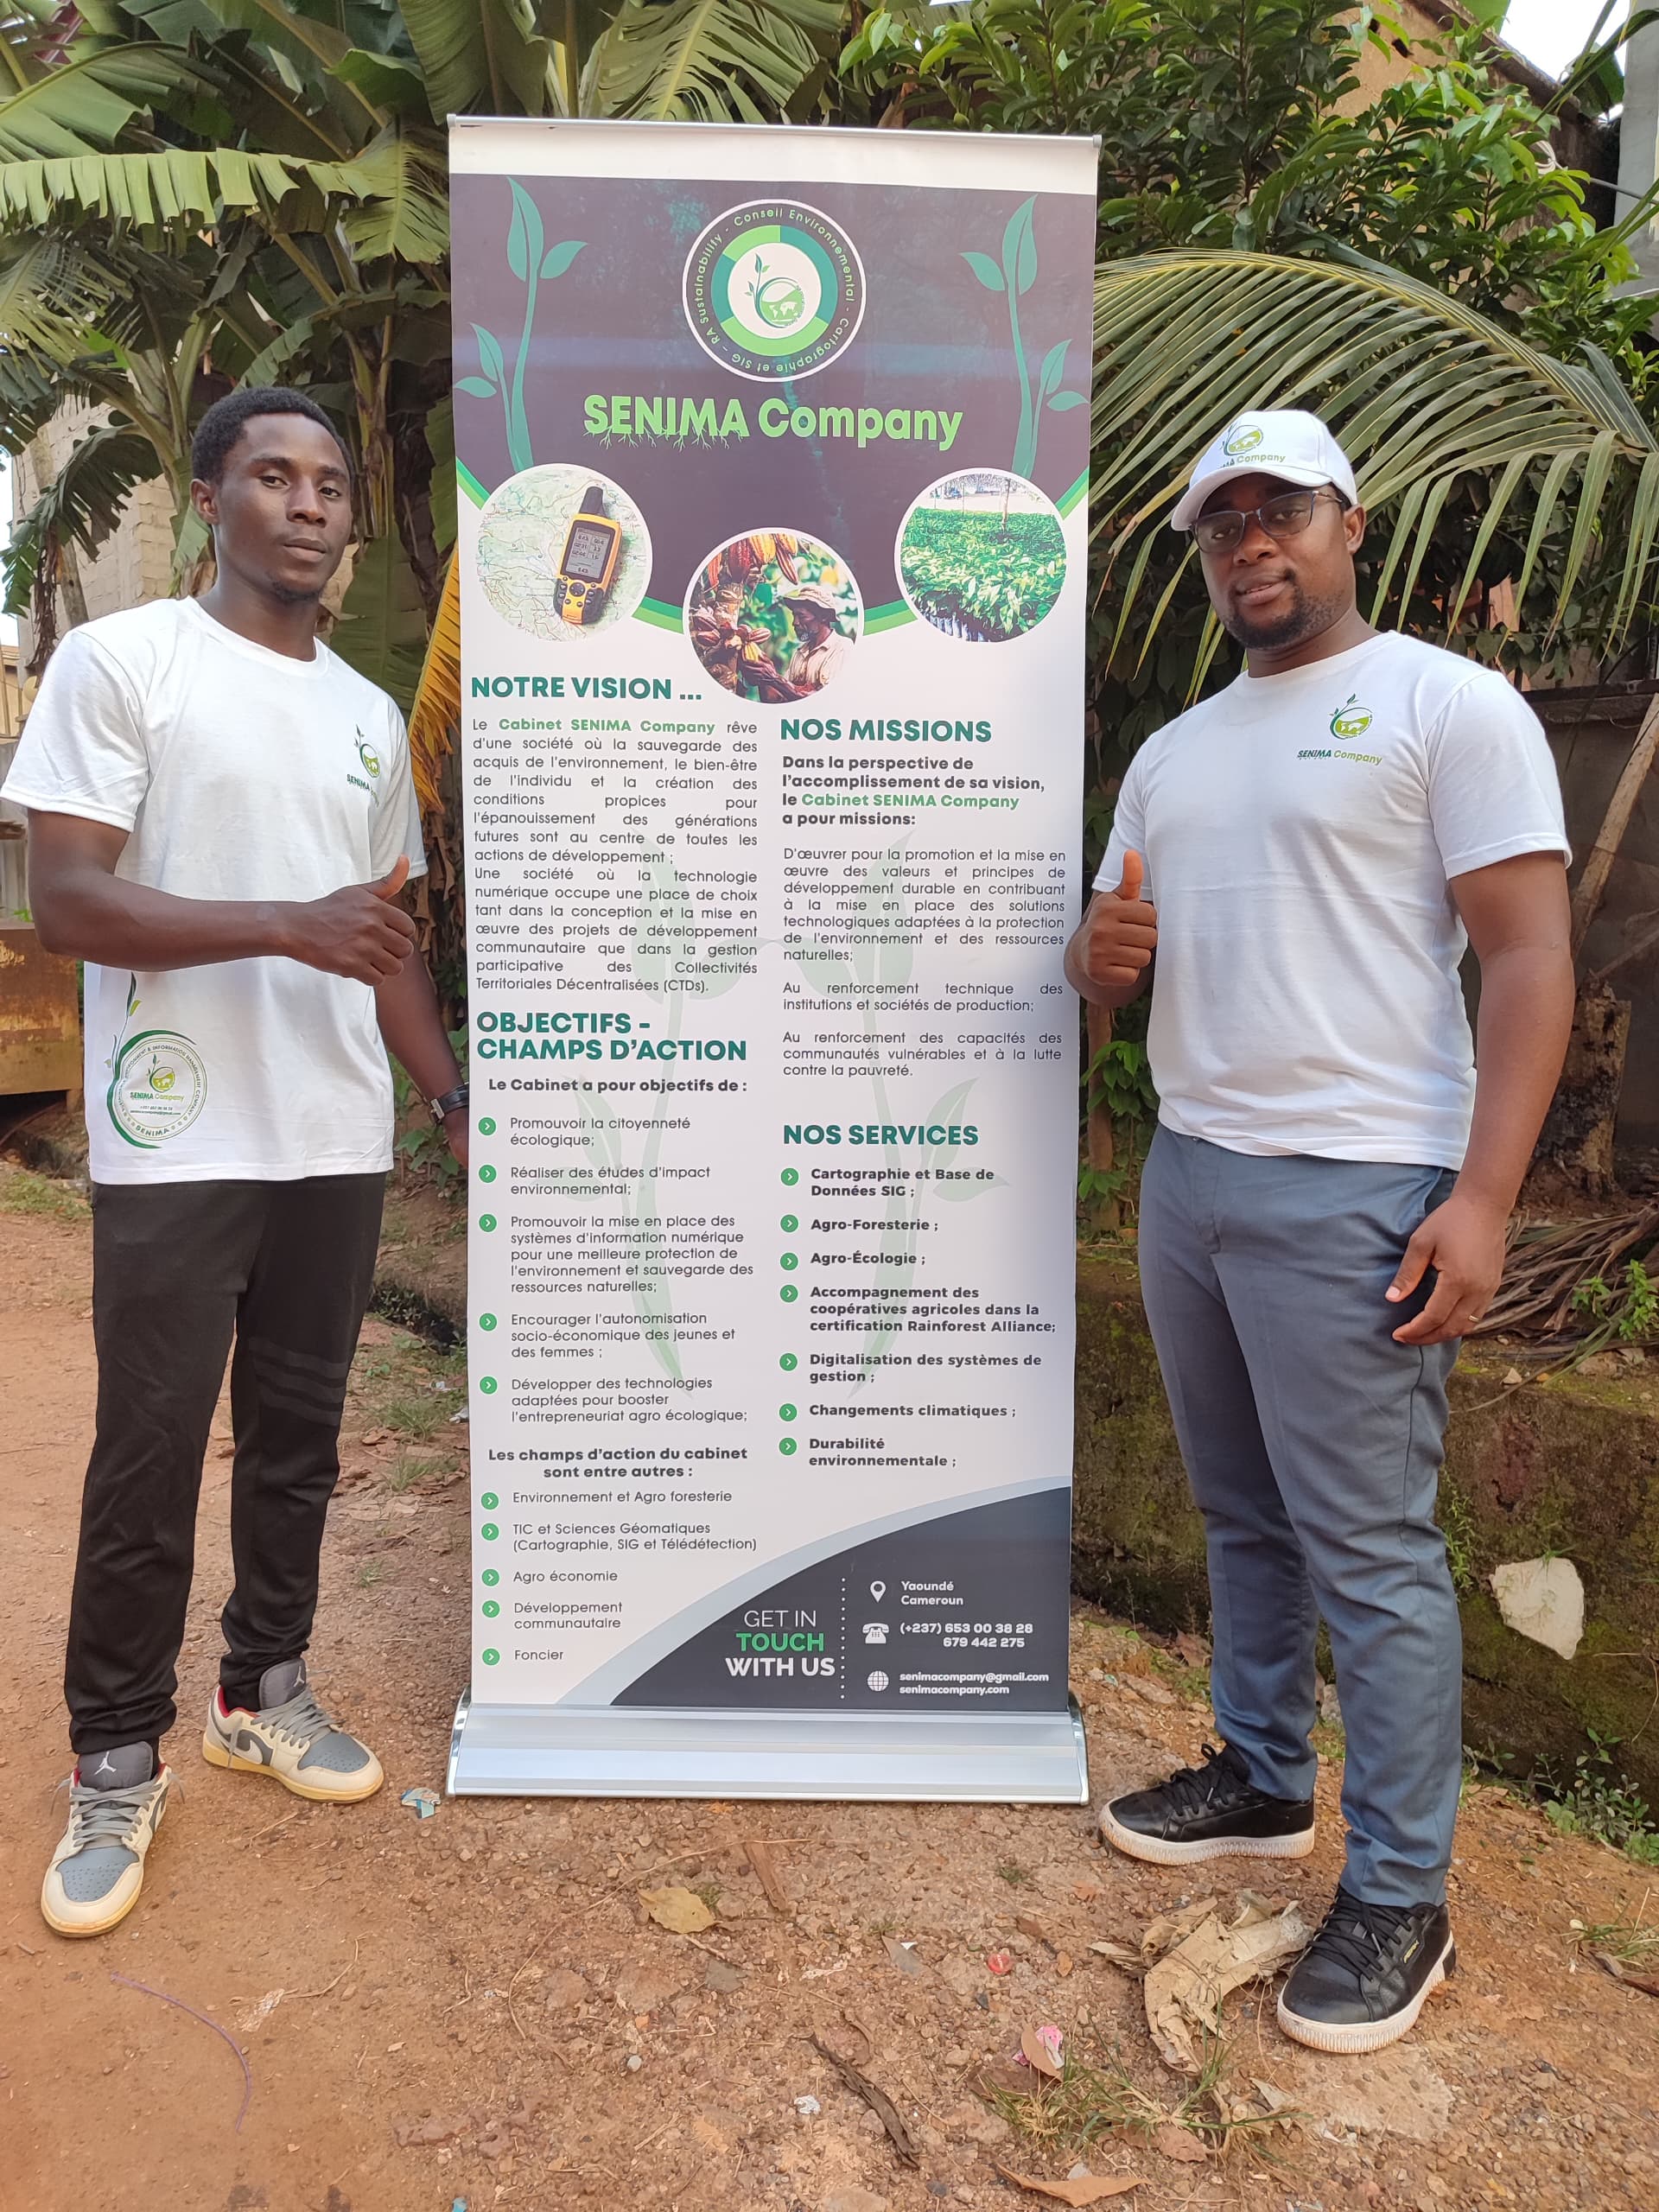 Conseil Environnemental - Cartographie et SIG - RA Sustainability -
SENIMA Company
NOTRE VISION ...
Le Cabinet SENIMA Company rêve
d'une société où la sauvegarde des
acquis de l'environnement, le bien-être
de l'individu et la création des
conditions propices pour
l'épanouissement des générations
futures sont au centre de toutes les
actions de développement ;
Une société où la technologie
numérique occupe une place de choix
tant dans la conception et la mise en
œuvre des projets de développement
communautaire que dans la gestion
participative des Collectivités
Territoriales Décentralisées (CTDs).
OBJECTIFS -
CHAMPS D'ACTION
Le Cabinet a pour objectifs de :
Promouvoir la citoyenneté
écologique;
Réaliser des études d'impact
environnemental;
Promouvoir la mise en place des
systèmes d'information numérique
pour une meilleure protection de
l'environnement et sauvegarde des
ressources naturelles;
Encourager l'autonomisation
socio-économique des jeunes et
des femmes ;
Développer des technologies
adaptées pour booster
l'entrepreneuriat agro écologique;
Les champs d'action du cabinet
sont entre autres :
Environnement et Agro foresterie
TIC et Sciences Géomatiques
(Cartographie, SIG et Télédétection)
Agro économie
Développement
communautaire
Foncier
NOS MISSIONS
Dans la perspective de
l'accomplissement de sa vision,
le Cabinet SENIMA Company
a pour missions:
D'œuvrer pour la promotion et la mise en
œuvre des valeurs et principes de
développement durable en contribuant
à la mise en place des solutions
technologiques adaptées à la protection
de l'environnement et des ressources
naturelles;
Au renforcement technique des
institutions et sociétés de production;
Au renforcement des capacités des
communautés vulnérables et à la lutte
contre la pauvreté.
NOS SERVICES
Cartographie et Base de
Données SIG ;
Agro-Foresterie ;
Agro-Écologie ;
Accompagnement des
coopératives agricoles dans la
certification Rainforest Alliance;
Digitalisation des systèmes de
gestion ;
Changements climatiques ;
Durabilité
environnementale ;
GET IN
TOUCH
WITH US
Yaoundé
Cameroun
(+237) 653 00 38 28
679 442 275
senimacompany@gmail.com
senimacompany.com
SENIMA
SENIMA Company
SENIMA
Company
SENIMA Company